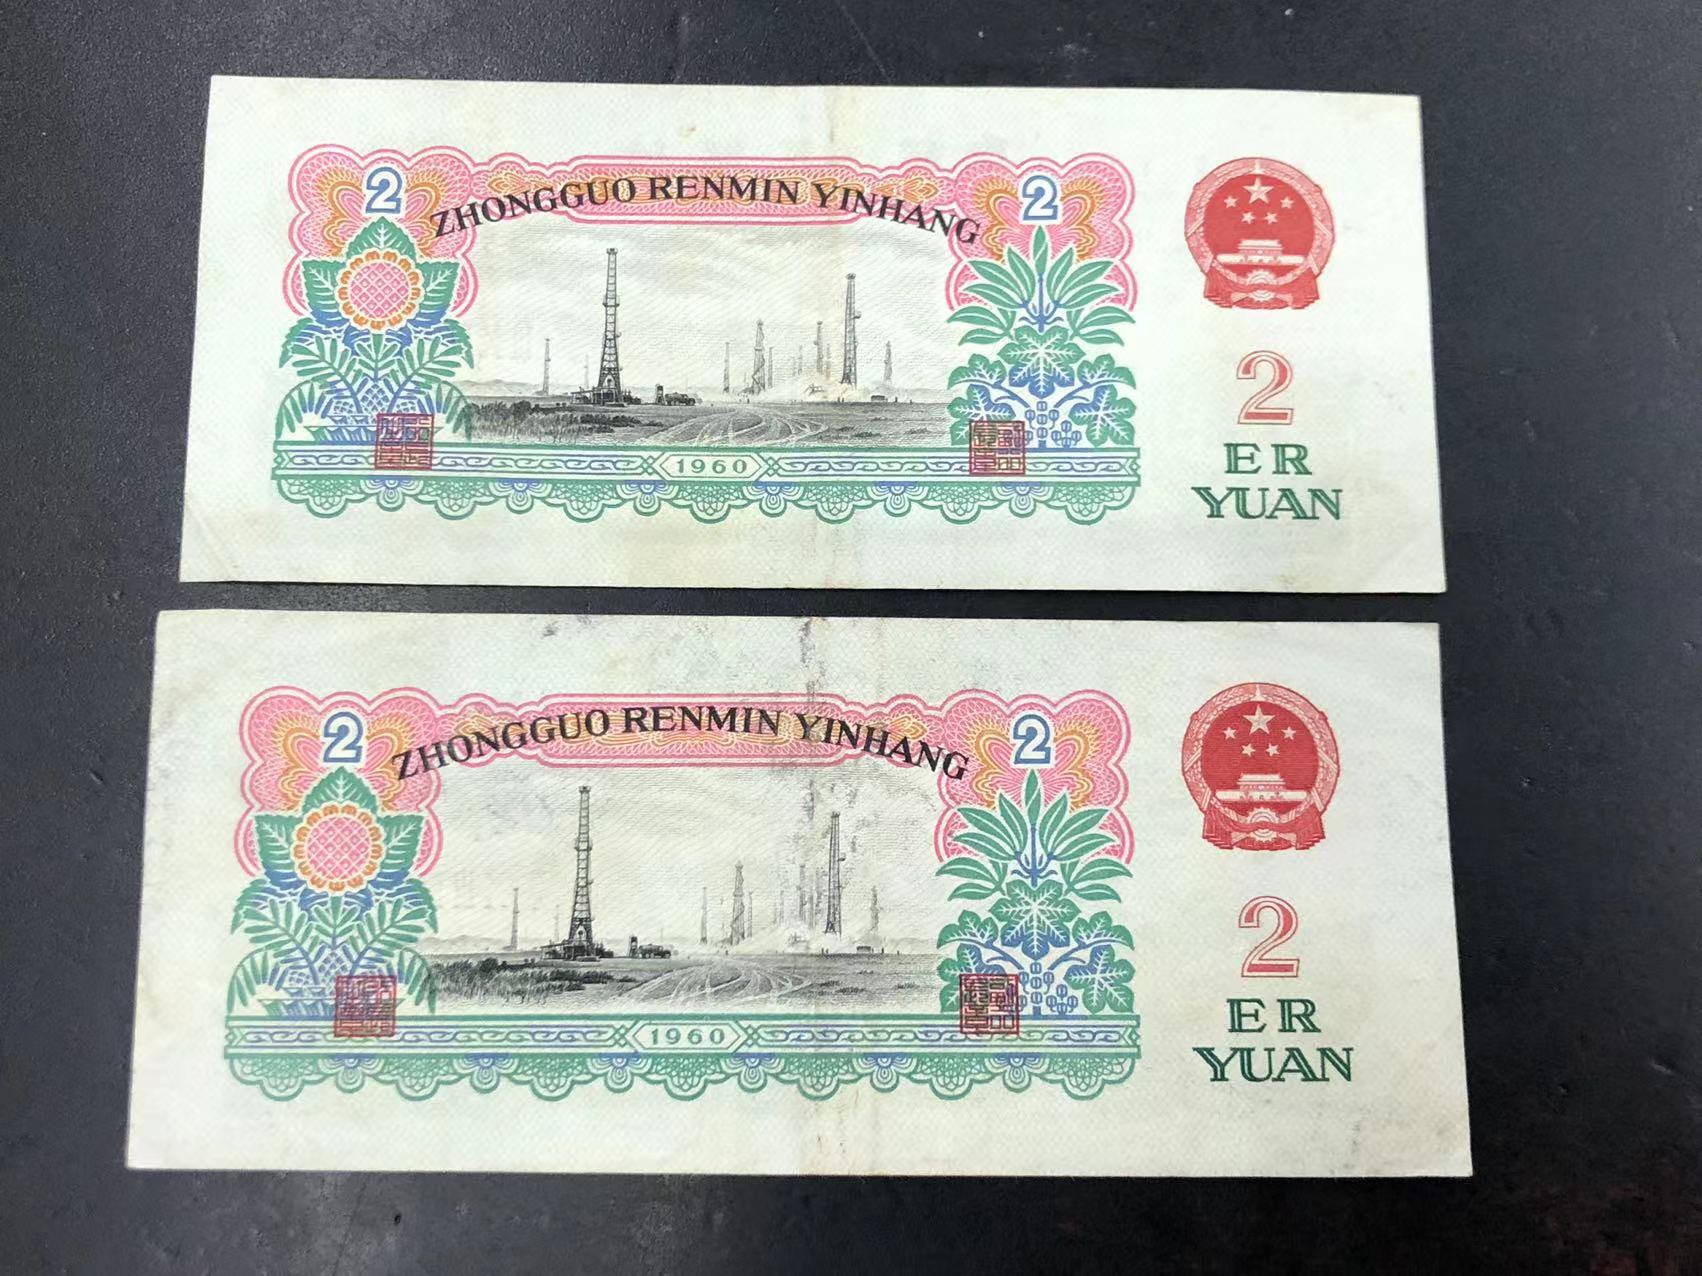 2 ZHONGGUO RENMIN YINHANG 2
2
1960
ER
YUAN
2 ZHONGGUO RENMIN YINHANG 2
2
1960
ER
YUAN